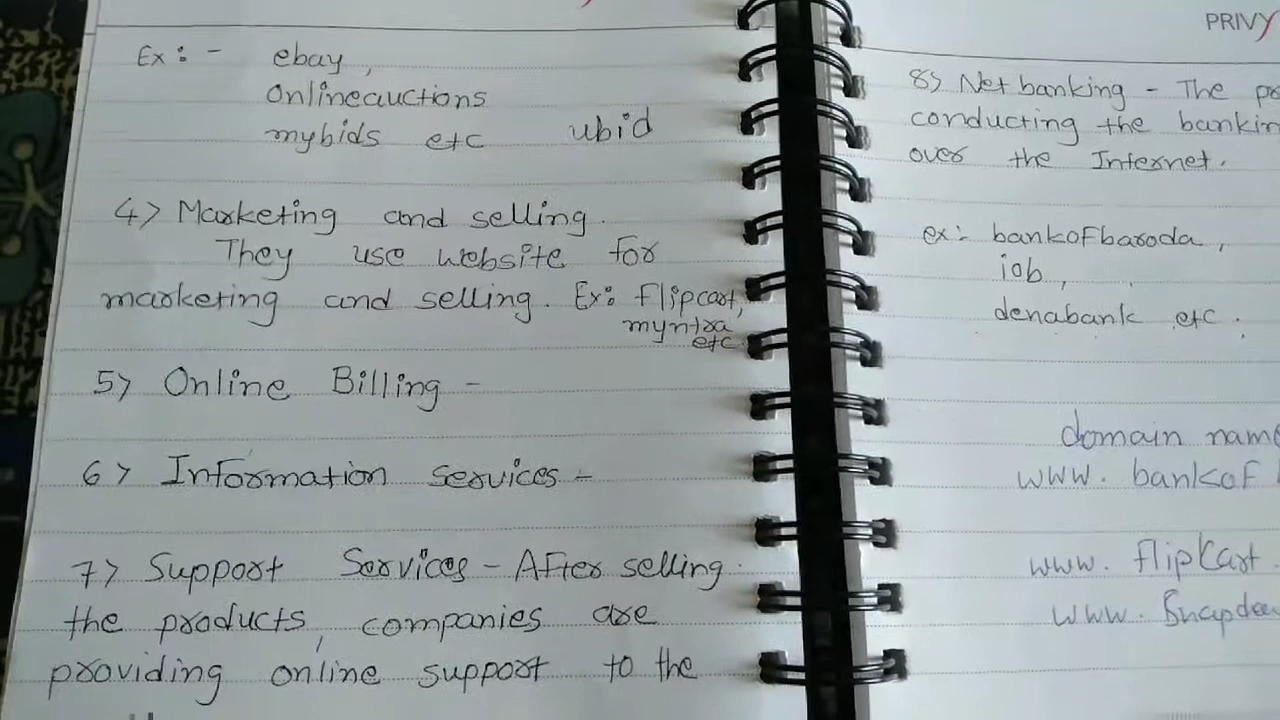 Ex:- ebay,
Onlineauctions
mybids etc ubid
4) Marketing and selling.
They use website for
marketing and selling. Ex: flipcart,
myntra
etc.
5) Online Billing -
6) Information services -
7) Support Services - After selling
the products, companies are
providing online support to the
PRIVY
8) Net banking - The
conducting the bankin
over the Internet.
ex:- bankofbaroda,
iob,
denabank etc.
domain name
www. bankof
www. flipkart.
www. Snapdea